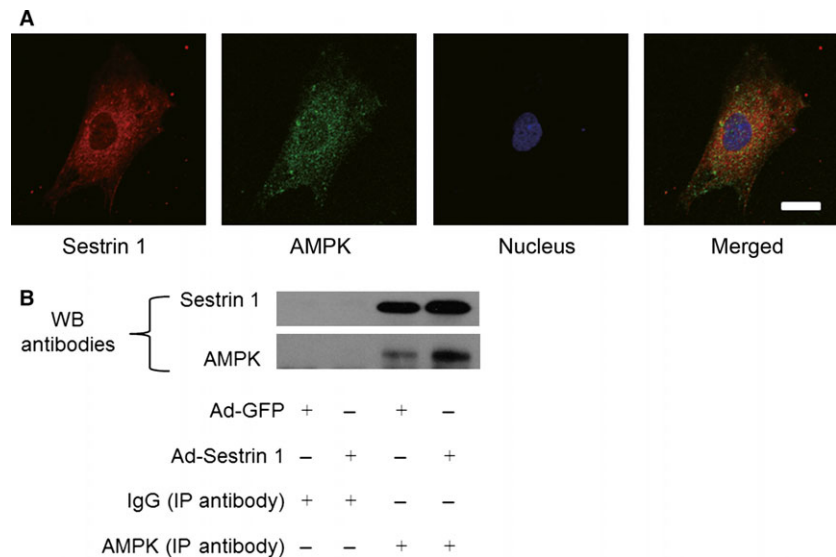 A
Sestrin 1 AMPK Nucleus Merged
B
WB antibodies
Sestrin 1
AMPK
Ad-GFP + – + –
Ad-Sestrin 1 – + – +
IgG (IP antibody) + + – –
AMPK (IP antibody) – – + +